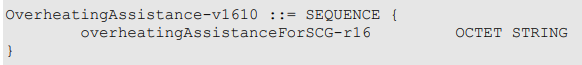 OverheatingAssistance-v1610 ::= SEQUENCE {
overheatingAssistanceForSCG-r16 OCTET STRING
}